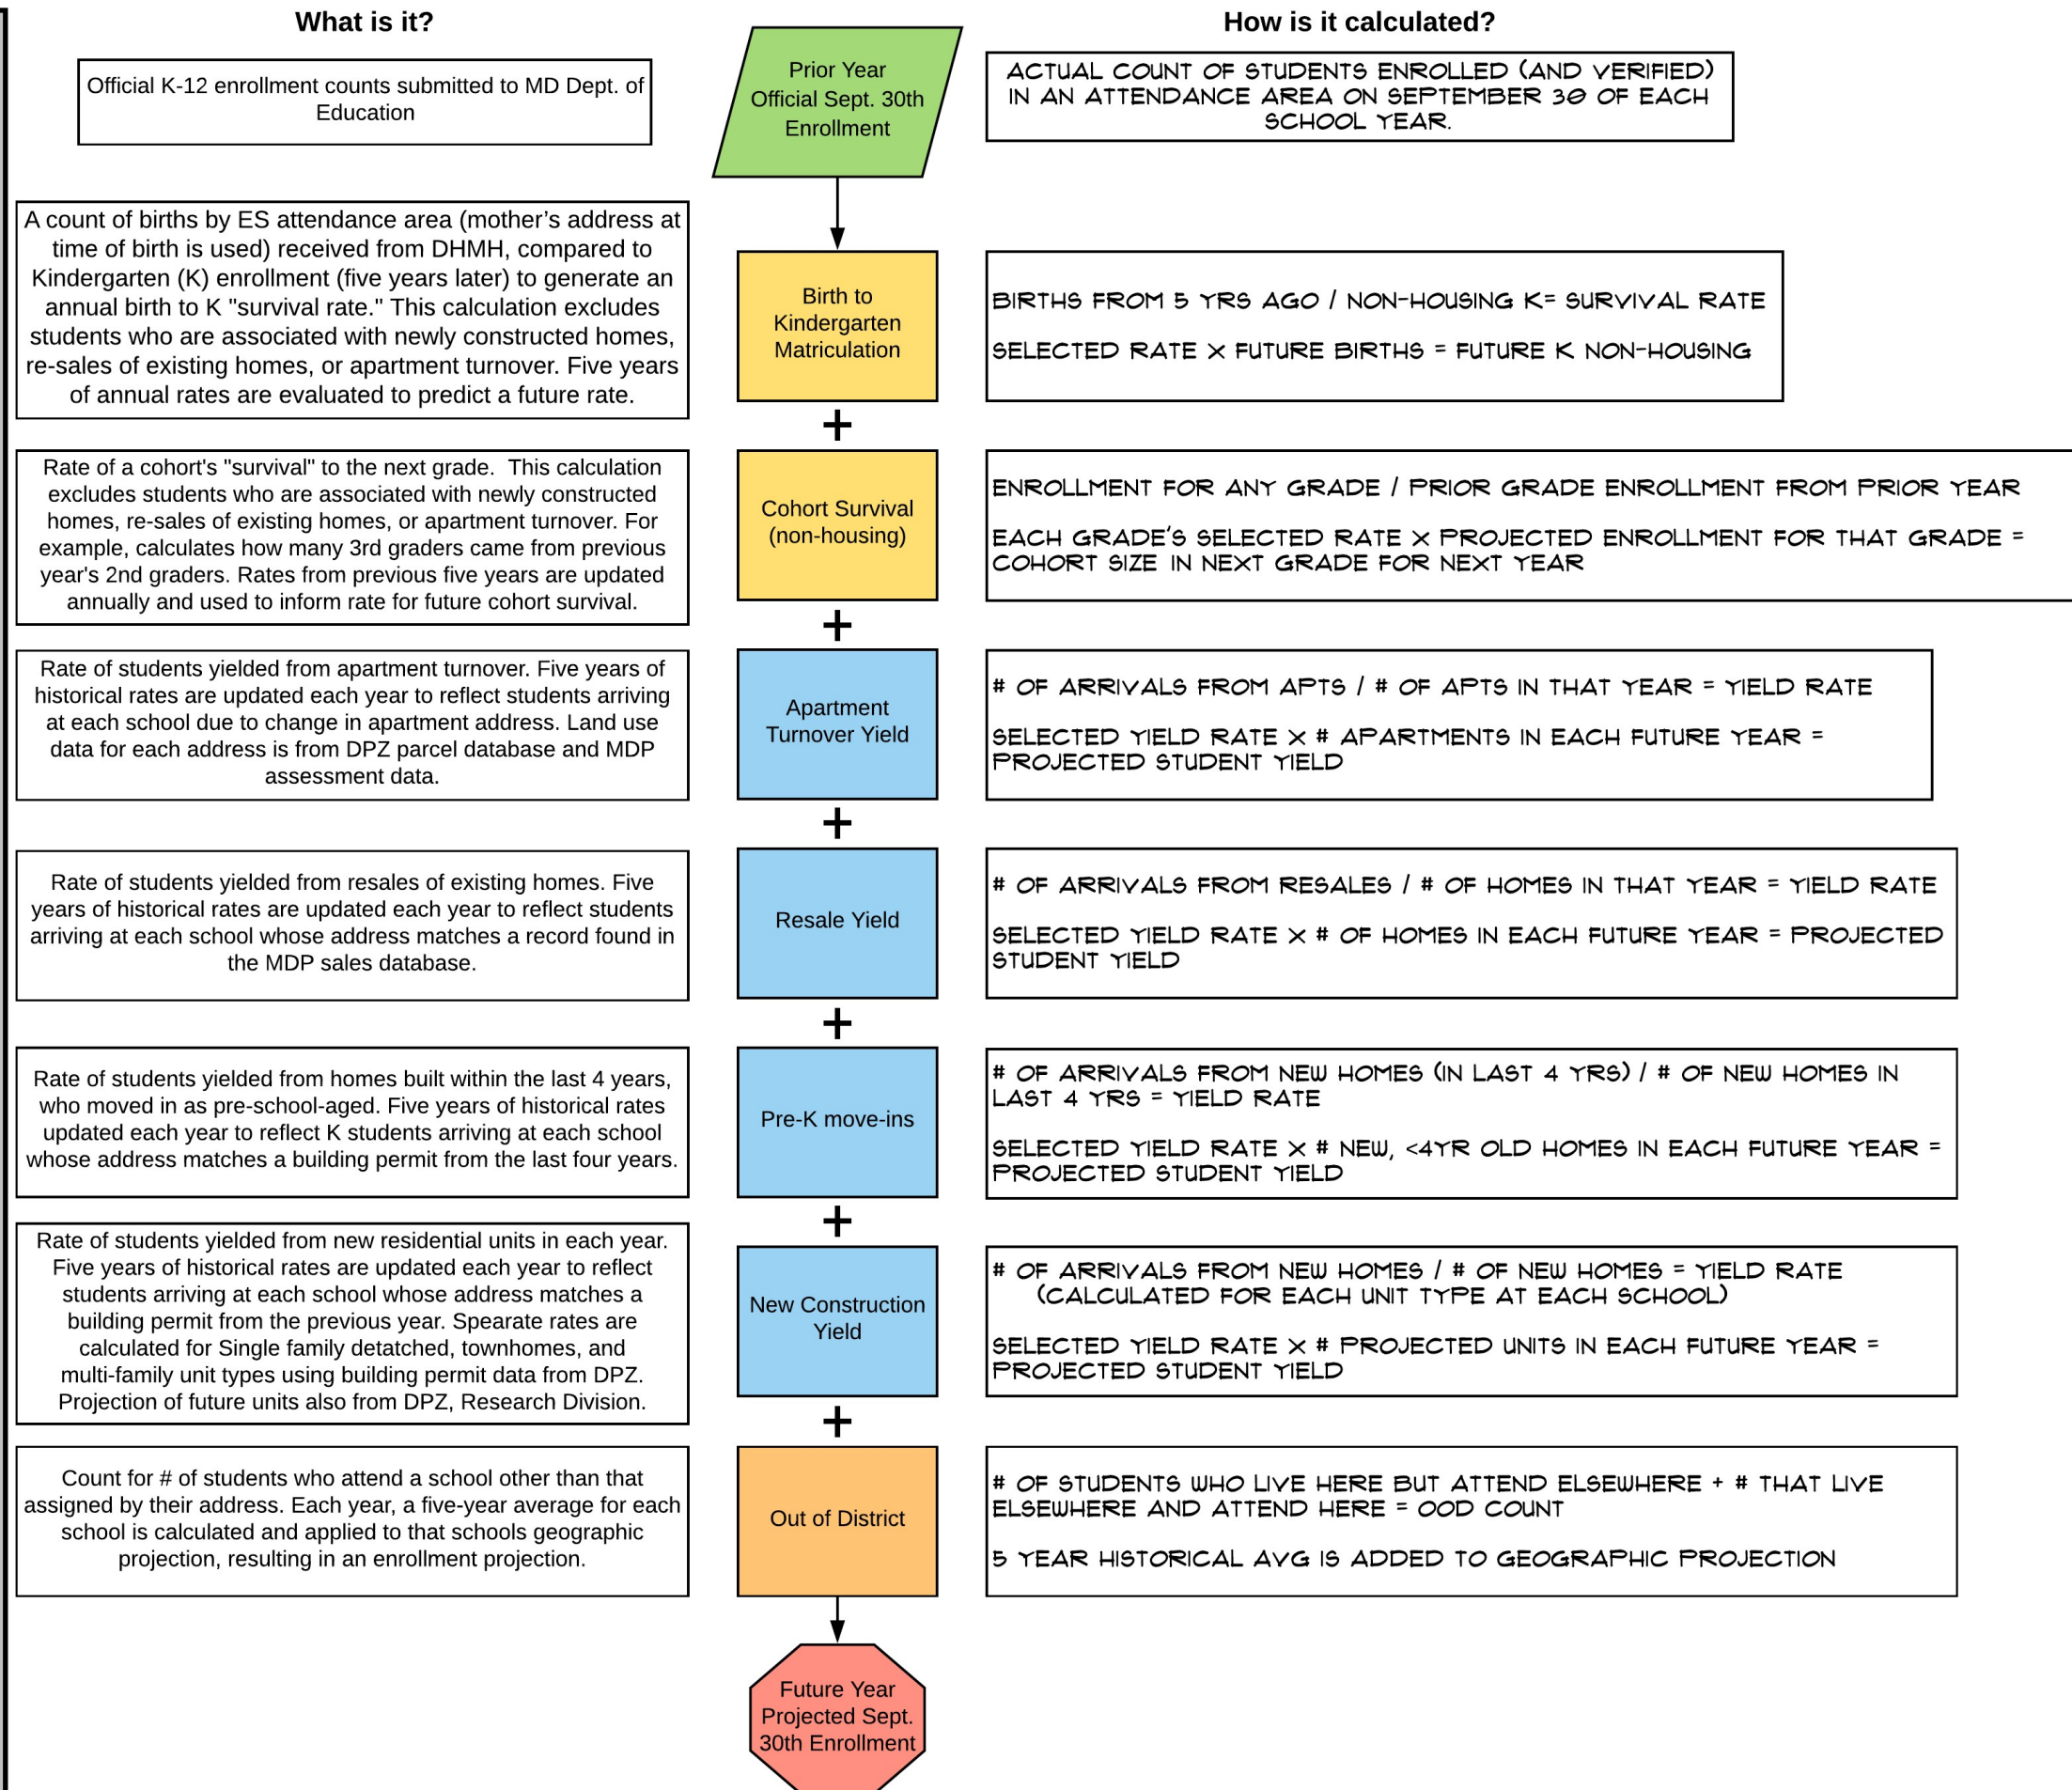 What is it?
How is it calculated?
Official K-12 enrollment counts submitted to MD Dept. of
Education
Prior Year
Official Sept. 30th
Enrollment
ACTUAL COUNT OF STUDENTS ENROLLED (AND VERIFIED)
IN AN ATTENDANCE AREA ON SEPTEMBER 30 OF EACH
SCHOOL YEAR.
A count of births by ES attendance area (mother’s address at
time of birth is used) received from DHMH, compared to
Kindergarten (K) enrollment (five years later) to generate an
annual birth to K "survival rate." This calculation excludes
students who are associated with newly constructed homes,
re-sales of existing homes, or apartment turnover. Five years
of annual rates are evaluated to predict a future rate.
Birth to
Kindergarten
Matriculation
BIRTHS FROM 5 YRS AGO / NON-HOUSING K= SURVIVAL RATE
SELECTED RATE X FUTURE BIRTHS = FUTURE K NON-HOUSING
+
Rate of a cohort's "survival" to the next grade.  This calculation
excludes students who are associated with newly constructed
homes, re-sales of existing homes, or apartment turnover. For
example, calculates how many 3rd graders came from previous
year's 2nd graders. Rates from previous five years are updated
annually and used to inform rate for future cohort survival.
Cohort Survival
(non-housing)
ENROLLMENT FOR ANY GRADE / PRIOR GRADE ENROLLMENT FROM PRIOR YEAR
EACH GRADE'S SELECTED RATE X PROJECTED ENROLLMENT FOR THAT GRADE =
COHORT SIZE IN NEXT GRADE FOR NEXT YEAR
+
Rate of students yielded from apartment turnover. Five years of
historical rates are updated each year to reflect students arriving
at each school due to change in apartment address. Land use
data for each address is from DPZ parcel database and MDP
assessment data.
Apartment
Turnover Yield
# OF ARRIVALS FROM APTS / # OF APTS IN THAT YEAR = YIELD RATE
SELECTED YIELD RATE X # APARTMENTS IN EACH FUTURE YEAR =
PROJECTED STUDENT YIELD
+
Rate of students yielded from resales of existing homes. Five
years of historical rates are updated each year to reflect students
arriving at each school whose address matches a record found in
the MDP sales database.
Resale Yield
# OF ARRIVALS FROM RESALES / # OF HOMES IN THAT YEAR = YIELD RATE
SELECTED YIELD RATE X # OF HOMES IN EACH FUTURE YEAR = PROJECTED
STUDENT YIELD
+
Rate of students yielded from homes built within the last 4 years,
who moved in as pre-school-aged. Five years of historical rates
updated each year to reflect K students arriving at each school
whose address matches a building permit from the last four years.
Pre-K move-ins
# OF ARRIVALS FROM NEW HOMES (IN LAST 4 YRS) / # OF NEW HOMES IN
LAST 4 YRS = YIELD RATE
SELECTED YIELD RATE X # NEW, <4YR OLD HOMES IN EACH FUTURE YEAR =
PROJECTED STUDENT YIELD
+
Rate of students yielded from new residential units in each year.
Five years of historical rates are updated each year to reflect
students arriving at each school whose address matches a
building permit from the previous year. Spearate rates are
calculated for Single family detatched, townhomes, and
multi-family unit types using building permit data from DPZ.
Projection of future units also from DPZ, Research Division.
New Construction
Yield
# OF ARRIVALS FROM NEW HOMES / # OF NEW HOMES = YIELD RATE
(CALCULATED FOR EACH UNIT TYPE AT EACH SCHOOL)
SELECTED YIELD RATE X # PROJECTED UNITS IN EACH FUTURE YEAR =
PROJECTED STUDENT YIELD
+
Count for # of students who attend a school other than that
assigned by their address. Each year, a five-year average for each
school is calculated and applied to that schools geographic
projection, resulting in an enrollment projection.
Out of District
# OF STUDENTS WHO LIVE HERE BUT ATTEND ELSEWHERE + # THAT LIVE
ELSEWHERE AND ATTEND HERE = OOD COUNT
5 YEAR HISTORICAL AVG IS ADDED TO GEOGRAPHIC PROJECTION
Future Year
Projected Sept.
30th Enrollment